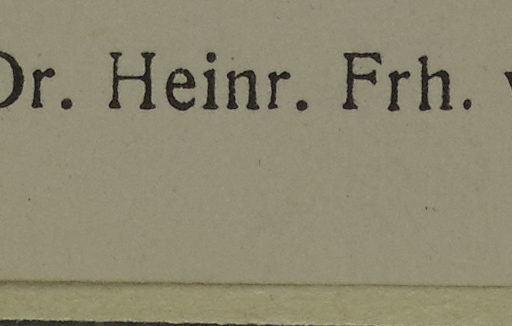 Dr. Heinr. Frh. v